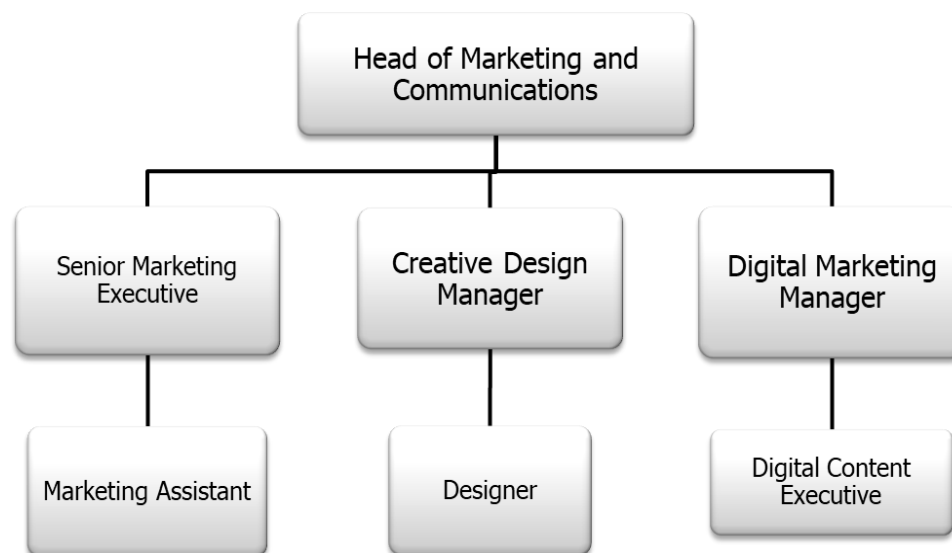 Head of Marketing and
Communications
Senior Marketing
Executive
Creative Design
Manager
Digital Marketing
Manager
Marketing Assistant
Designer
Digital Content
Executive